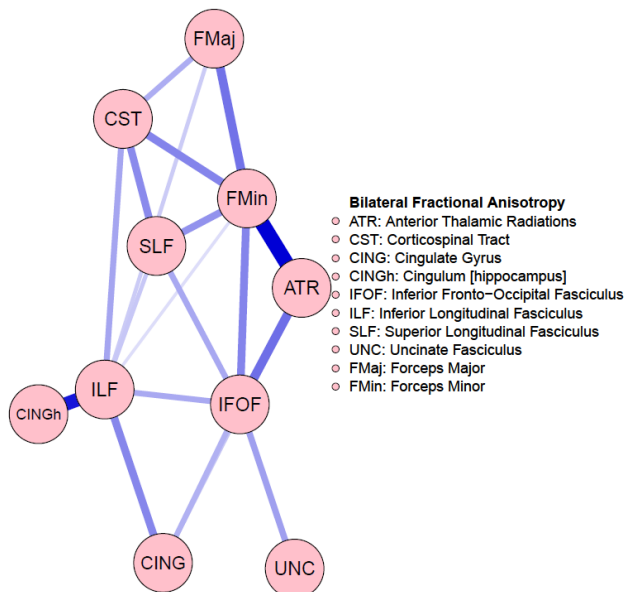 FMaj
CST
FMin
SLF
ATR
ILF
IFOF
CINGh
CING
UNC
Bilateral Fractional Anisotropy
ATR: Anterior Thalamic Radiations
CST: Corticospinal Tract
CING: Cingulate Gyrus
CINGh: Cingulum [hippocampus]
IFOF: Inferior Fronto−Occipital Fasciculus
ILF: Inferior Longitudinal Fasciculus
SLF: Superior Longitudinal Fasciculus
UNC: Uncinate Fasciculus
FMaj: Forceps Major
FMin: Forceps Minor